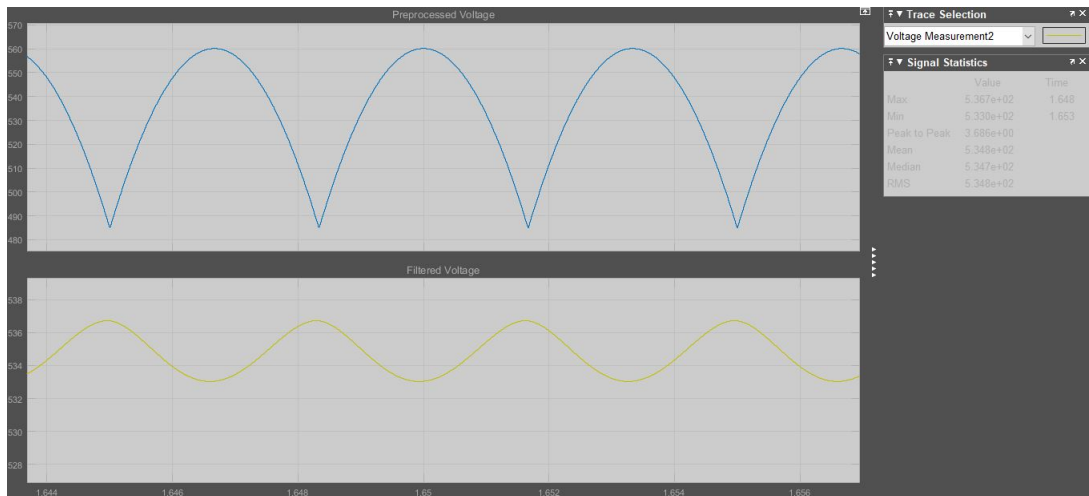 Preprocessed Voltage
570
560
550
540
530
520
510
500
490
480
Filtered Voltage
538
536
534
532
530
528
1.644 1.646 1.648 1.65 1.652 1.654 1.656
Trace Selection
Voltage Measurement2
Signal Statistics
Value Time
Max 5.367e+02 1.648
Min 5.330e+02 1.653
Peak to Peak 3.686e+00
Mean 5.348e+02
Median 5.347e+02
RMS 5.348e+02